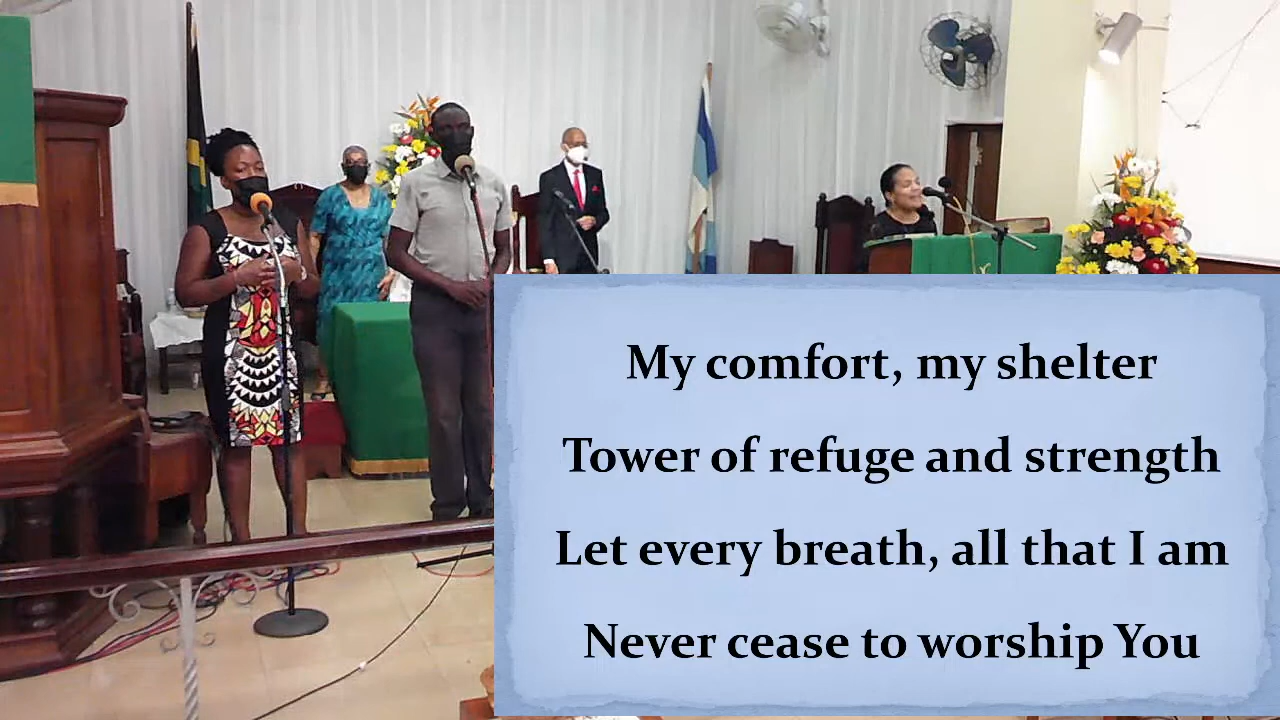 My comfort, my shelter
Tower of refuge and strength
Let every breath, all that I am
Never cease to worship You